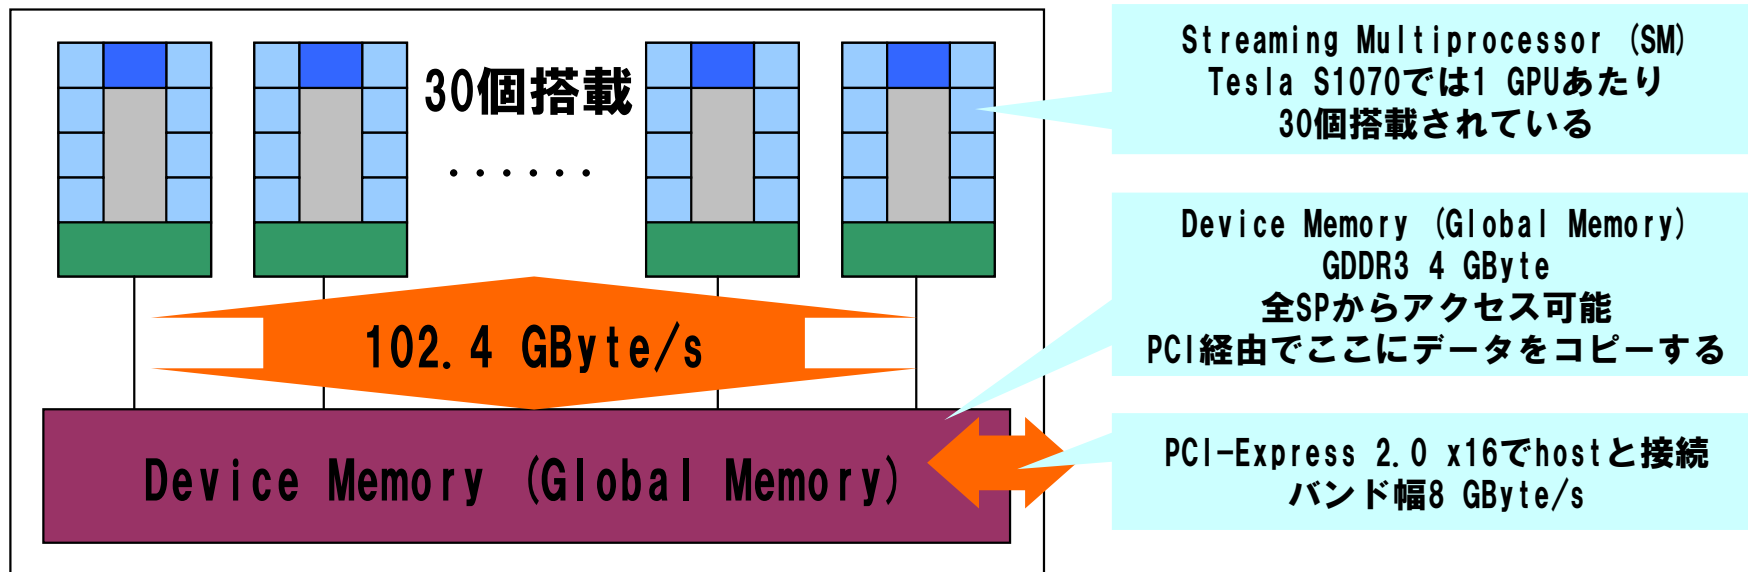 30個搭載
・・・・・・
102.4 GByte/s
Device Memory (Global Memory)
Streaming Multiprocessor (SM)
Tesla S1070では1 GPUあたり
30個搭載されている
Device Memory (Global Memory)
GDDR3 4 GByte
全SPからアクセス可能
PCI経由でここにデータをコピーする
PCI-Express 2.0 x16でhostと接続
バンド幅8 GByte/s